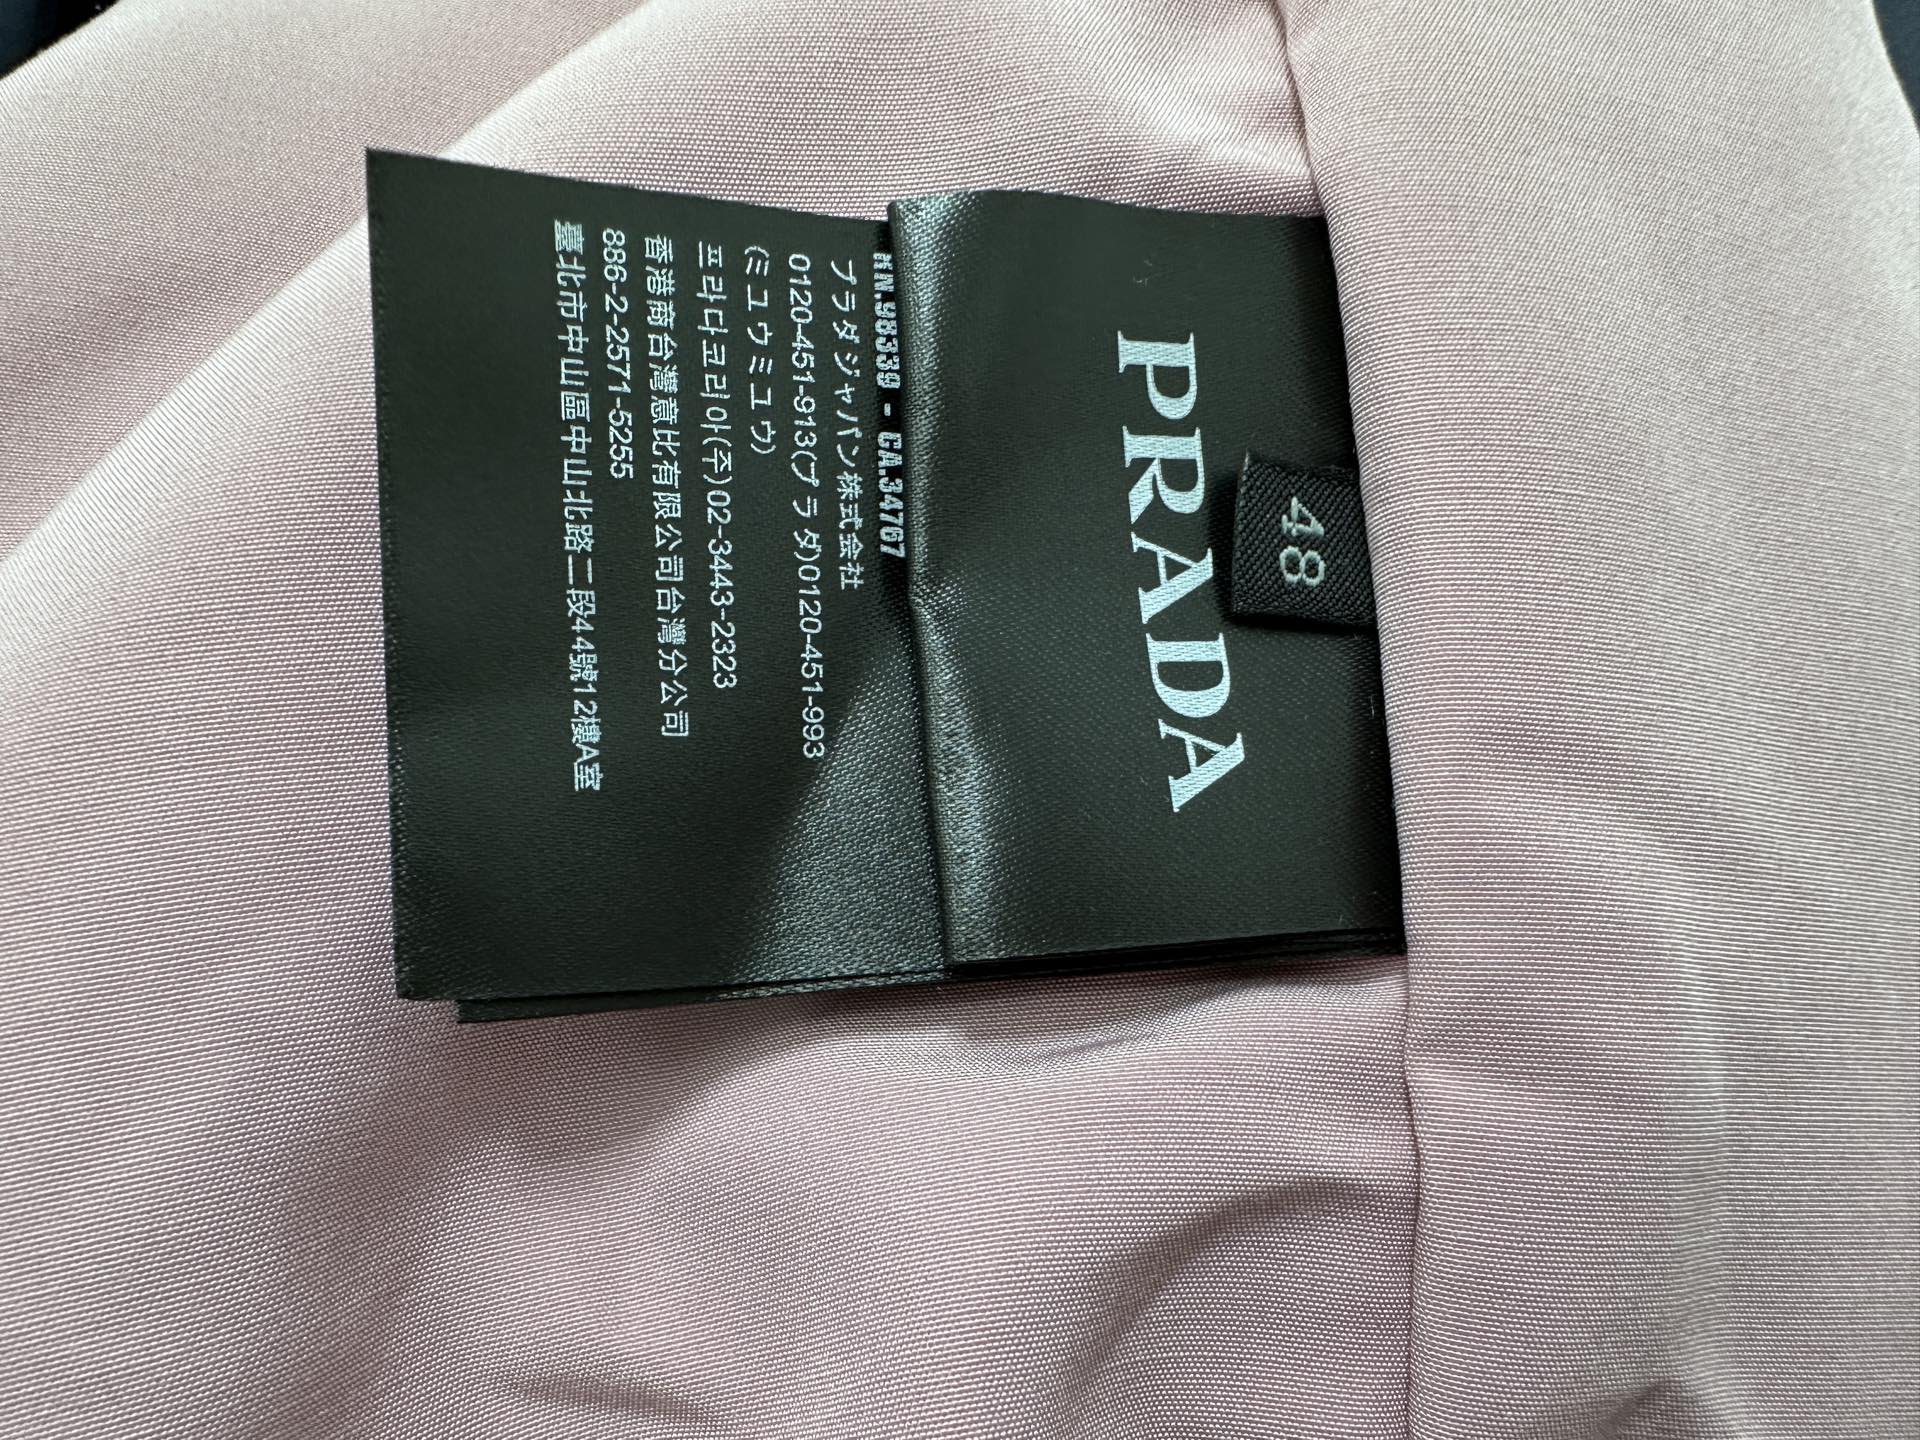 48
PRADA
RN.98339 - CA.34767
プラダジャパン株式会社
0120-451-913(プラダ)0120-451-993
(ミュウミュウ)
프라다코리아(주)02-3443-2323
香港商台灣意比有限公司台灣分公司
886-2-2571-5255
臺北市中山區中山北路二段44號12樓A室